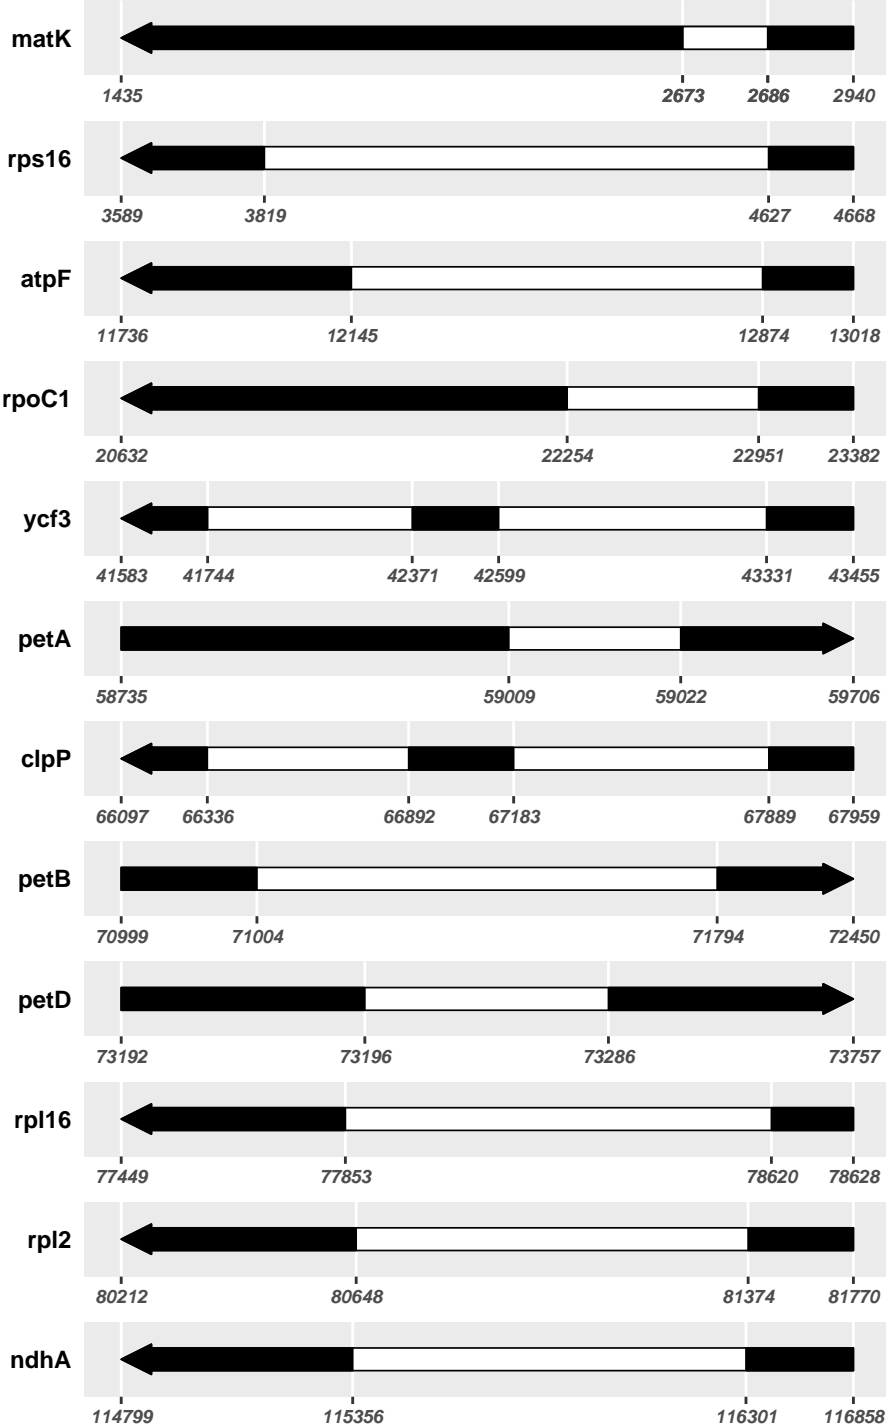 matK
1435 2673 2686 2940
rps16
3589 3819 4627 4668
atpF
11736 12145 12874 13018
rpoC1
20632 22254 22951 23382
ycf3
41583 41744 42371 42599 43331 43455
petA
58735 59009 59022 59706
clpP
66097 66336 66892 67183 67889 67959
petB
70999 71004 71794 72450
petD
73192 73196 73286 73757
rpl16
77449 77853 78620 78628
rpl2
80212 80648 81374 81770
ndhA
114799 115356 116301 116858